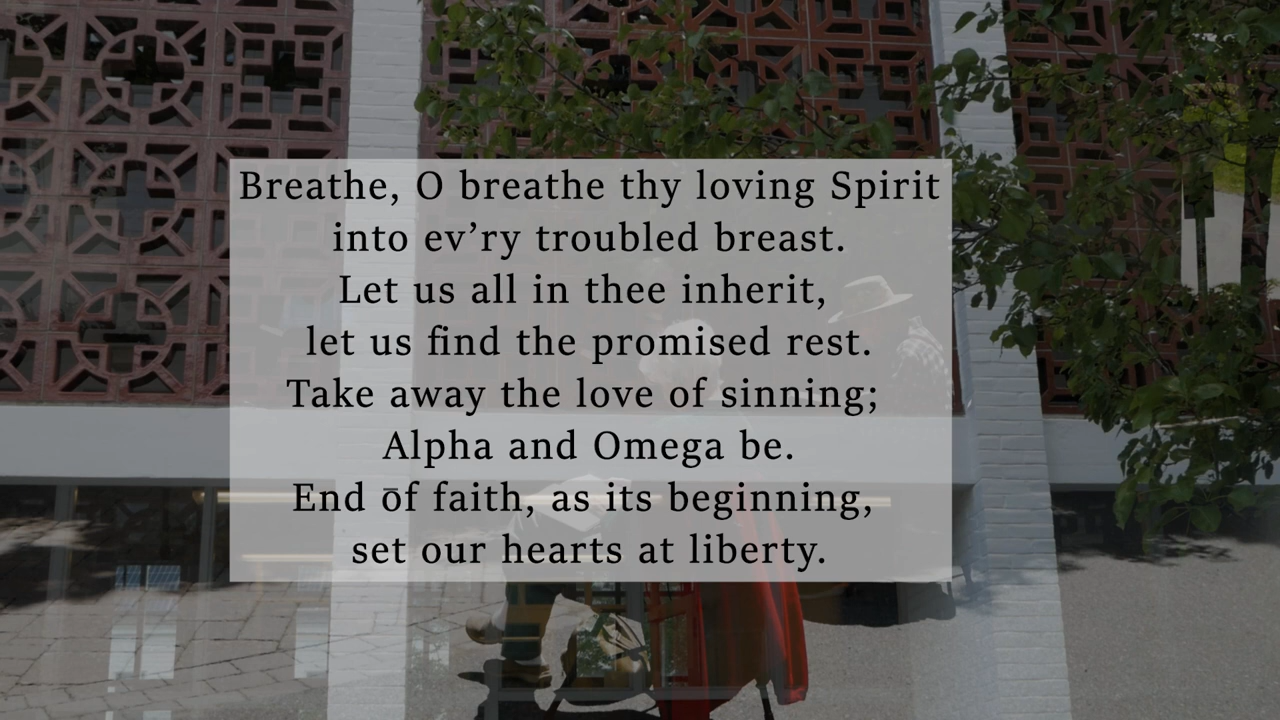 Breathe, O breathe thy loving Spirit
into ev’ry troubled breast.
Let us all in thee inherit,
let us find the promised rest.
Take away the love of sinning;
Alpha and Omega be.
End ōf faith, as its beginning,
set our hearts at liberty.